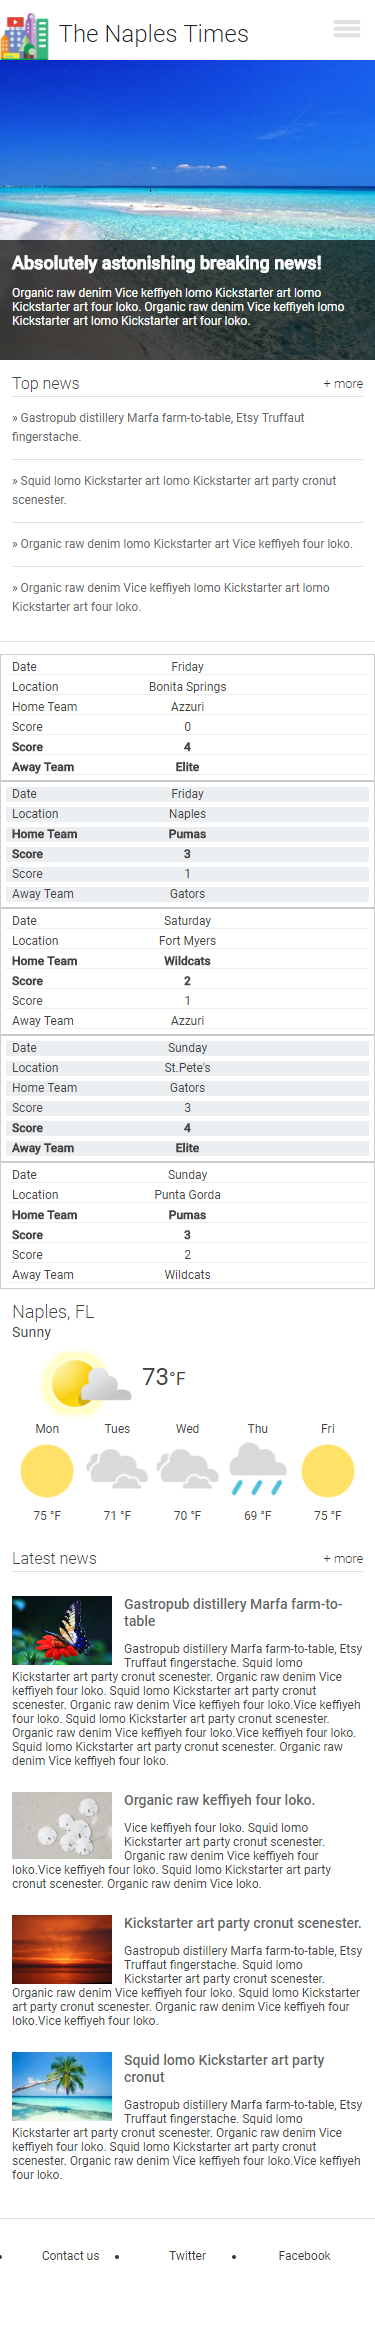 The Naples Times
Absolutely astonishing breaking news!
Organic raw denim Vice keffiyeh lomo Kickstarter art lomo
Kickstarter art four loko. Organic raw denim Vice keffiyeh lomo
Kickstarter art lomo Kickstarter art four loko.
Top news + more
» Gastropub distillery Marfa farm-to-table, Etsy Truffaut
fingerstache.
» Squid lomo Kickstarter art lomo Kickstarter art party cronut
scenester.
» Organic raw denim lomo Kickstarter art Vice keffiyeh four loko.
» Organic raw denim Vice keffiyeh lomo Kickstarter art lomo
Kickstarter art four loko.
Date Friday
Location Bonita Springs
Home Team Azzuri
Score 0
Score 4
Away Team Elite
Date Friday
Location Naples
Home Team Pumas
Score 3
Score 1
Away Team Gators
Date Saturday
Location Fort Myers
Home Team Wildcats
Score 2
Score 1
Away Team Azzuri
Date Sunday
Location St.Pete's
Home Team Gators
Score 3
Score 4
Away Team Elite
Date Sunday
Location Punta Gorda
Home Team Pumas
Score 3
Score 2
Away Team Wildcats
Naples, FL
Sunny
73°F
Mon Tues Wed Thu Fri
75 °F 71 °F 70 °F 69 °F 75 °F
Latest news + more
Gastropub distillery Marfa farm-to-
table
Gastropub distillery Marfa farm-to-table, Etsy
Truffaut fingerstache. Squid lomo
Kickstarter art party cronut scenester. Organic raw denim Vice
keffiyeh four loko. Squid lomo Kickstarter art party cronut
scenester. Organic raw denim Vice keffiyeh four loko.Vice keffiyeh
four loko. Squid lomo Kickstarter art party cronut scenester.
Organic raw denim Vice keffiyeh four loko.Vice keffiyeh four loko.
Squid lomo Kickstarter art party cronut scenester. Organic raw
denim Vice keffiyeh four loko.
Organic raw keffiyeh four loko.
Vice keffiyeh four loko. Squid lomo
Kickstarter art party cronut scenester.
Organic raw denim Vice keffiyeh four
loko.Vice keffiyeh four loko. Squid lomo Kickstarter art party
cronut scenester. Organic raw denim Vice loko.
Kickstarter art party cronut scenester.
Gastropub distillery Marfa farm-to-table, Etsy
Truffaut fingerstache. Squid lomo
Kickstarter art party cronut scenester.
Organic raw denim Vice keffiyeh four loko. Squid lomo Kickstarter
art party cronut scenester. Organic raw denim Vice keffiyeh four
loko.Vice keffiyeh four loko.
Squid lomo Kickstarter art party
cronut
Gastropub distillery Marfa farm-to-table, Etsy
Truffaut fingerstache. Squid lomo
Kickstarter art party cronut scenester. Organic raw denim Vice
keffiyeh four loko. Squid lomo Kickstarter art party cronut
scenester. Organic raw denim Vice keffiyeh four loko.Vice keffiyeh
four loko.
• Contact us • Twitter • Facebook